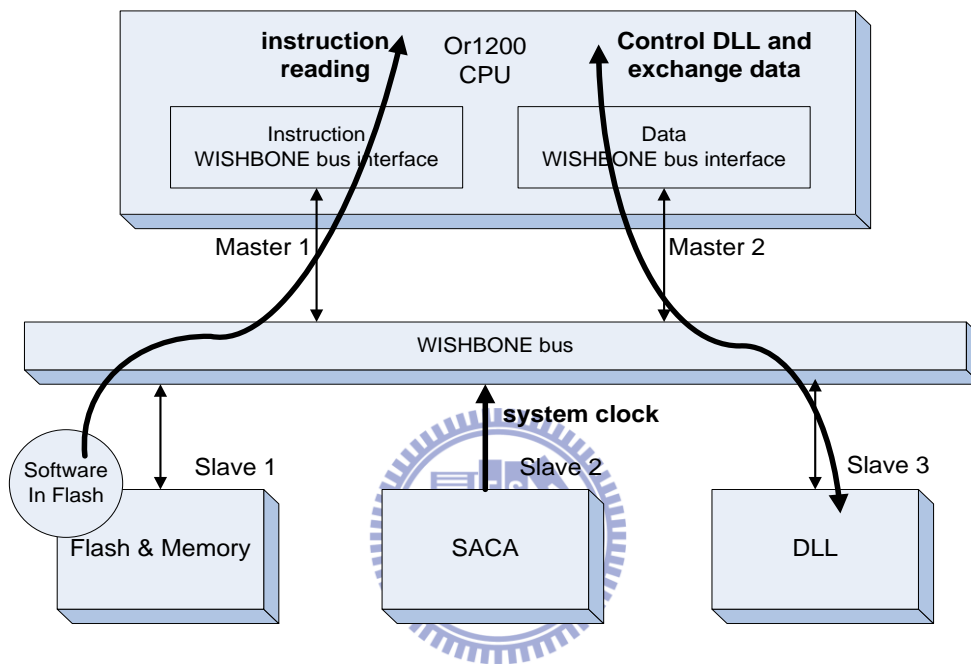 instruction
reading
Or1200
CPU
Control DLL and
exchange data
Instruction
WISHBONE bus interface
Data
WISHBONE bus interface
Master 1
Master 2
WISHBONE bus
system clock
Software
In Flash
Slave 1
Slave 2
Slave 3
Flash & Memory
SACA
DLL